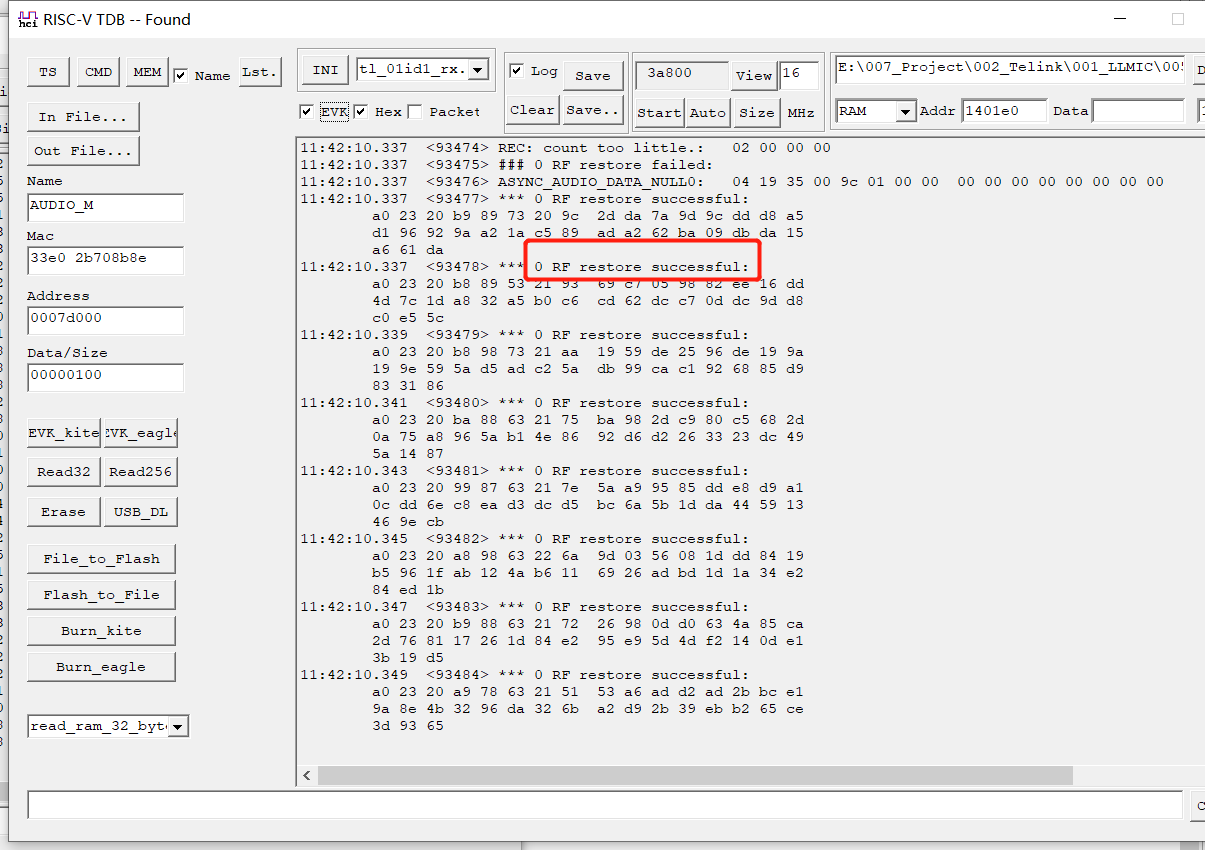 RISC-V TDB -- Found
TS CMD MEM Name Lst. INI tl_01id1_rx. Log Save 3a800 View 16 E:\007_Project\002_Telink\001_LLMIC\005
EVK Hex Packet Clear Save.. Start Auto Size MHz RAM Addr 1401e0 Data
In File...
Out File...
Name
AUDIO_M
Mac
33e0 2b708b8e
Address
0007d000
Data/Size
00000100
EVK_kite EVK_eagle
Read32 Read256
Erase USB_DL
File_to_Flash
Flash_to_File
Burn_kite
Burn_eagle
read_ram_32_byt
11:42:10.337 <93474> REC: count too little.: 02 00 00 00
11:42:10.337 <93475> ### 0 RF restore failed:
11:42:10.337 <93476> ASYNC_AUDIO_DATA_NULL0: 04 19 35 00 9c 01 00 00 00 00 00 00 00 00 00 00
11:42:10.337 <93477> *** 0 RF restore successful:
a0 23 20 b9 89 73 20 9c 2d da 7a 9d 9c dd d8 a5
d1 96 92 9a a2 1a c5 89 ad a2 62 ba 09 db da 15
a6 61 da
11:42:10.337 <93478> *** 0 RF restore successful:
a0 23 20 b8 89 53 21 93 69 c7 05 98 82 ee 16 dd
4d 7c 1d a8 32 a5 b0 c6 cd 62 dc c7 0d dc 9d d8
c0 e5 5c
11:42:10.339 <93479> *** 0 RF restore successful:
a0 23 20 b8 98 73 21 aa 19 59 de 25 96 de 19 9a
19 9e 59 5a d5 ad c2 5a db 99 ca c1 92 68 85 d9
83 31 86
11:42:10.341 <93480> *** 0 RF restore successful:
a0 23 20 ba 88 63 21 75 ba 98 2d c9 80 c5 68 2d
0a 75 a8 96 5a b1 4e 86 92 d6 d2 26 33 23 dc 49
5a 14 87
11:42:10.343 <93481> *** 0 RF restore successful:
a0 23 20 99 87 63 21 7e 5a a9 95 85 dd e8 d9 a1
0c dd 6e c8 ea d3 dc d5 bc 6a 5b 1d da 44 59 13
46 9e cb
11:42:10.345 <93482> *** 0 RF restore successful:
a0 23 20 a8 98 63 22 6a 9d 03 56 08 1d dd 84 19
b5 96 1f ab 12 4a b6 11 69 26 ad bd 1d 1a 34 e2
84 ed 1b
11:42:10.347 <93483> *** 0 RF restore successful:
a0 23 20 b9 88 63 21 72 26 98 0d d0 63 4a 85 ca
2d 76 81 17 26 1d 84 e2 95 e9 5d 4d f2 14 0d e1
3b 19 d5
11:42:10.349 <93484> *** 0 RF restore successful:
a0 23 20 a9 78 63 21 51 53 a6 ad d2 ad 2b bc e1
9a 8e 4b 32 96 da 32 6b a2 d9 2b 39 eb b2 65 ce
3d 93 65